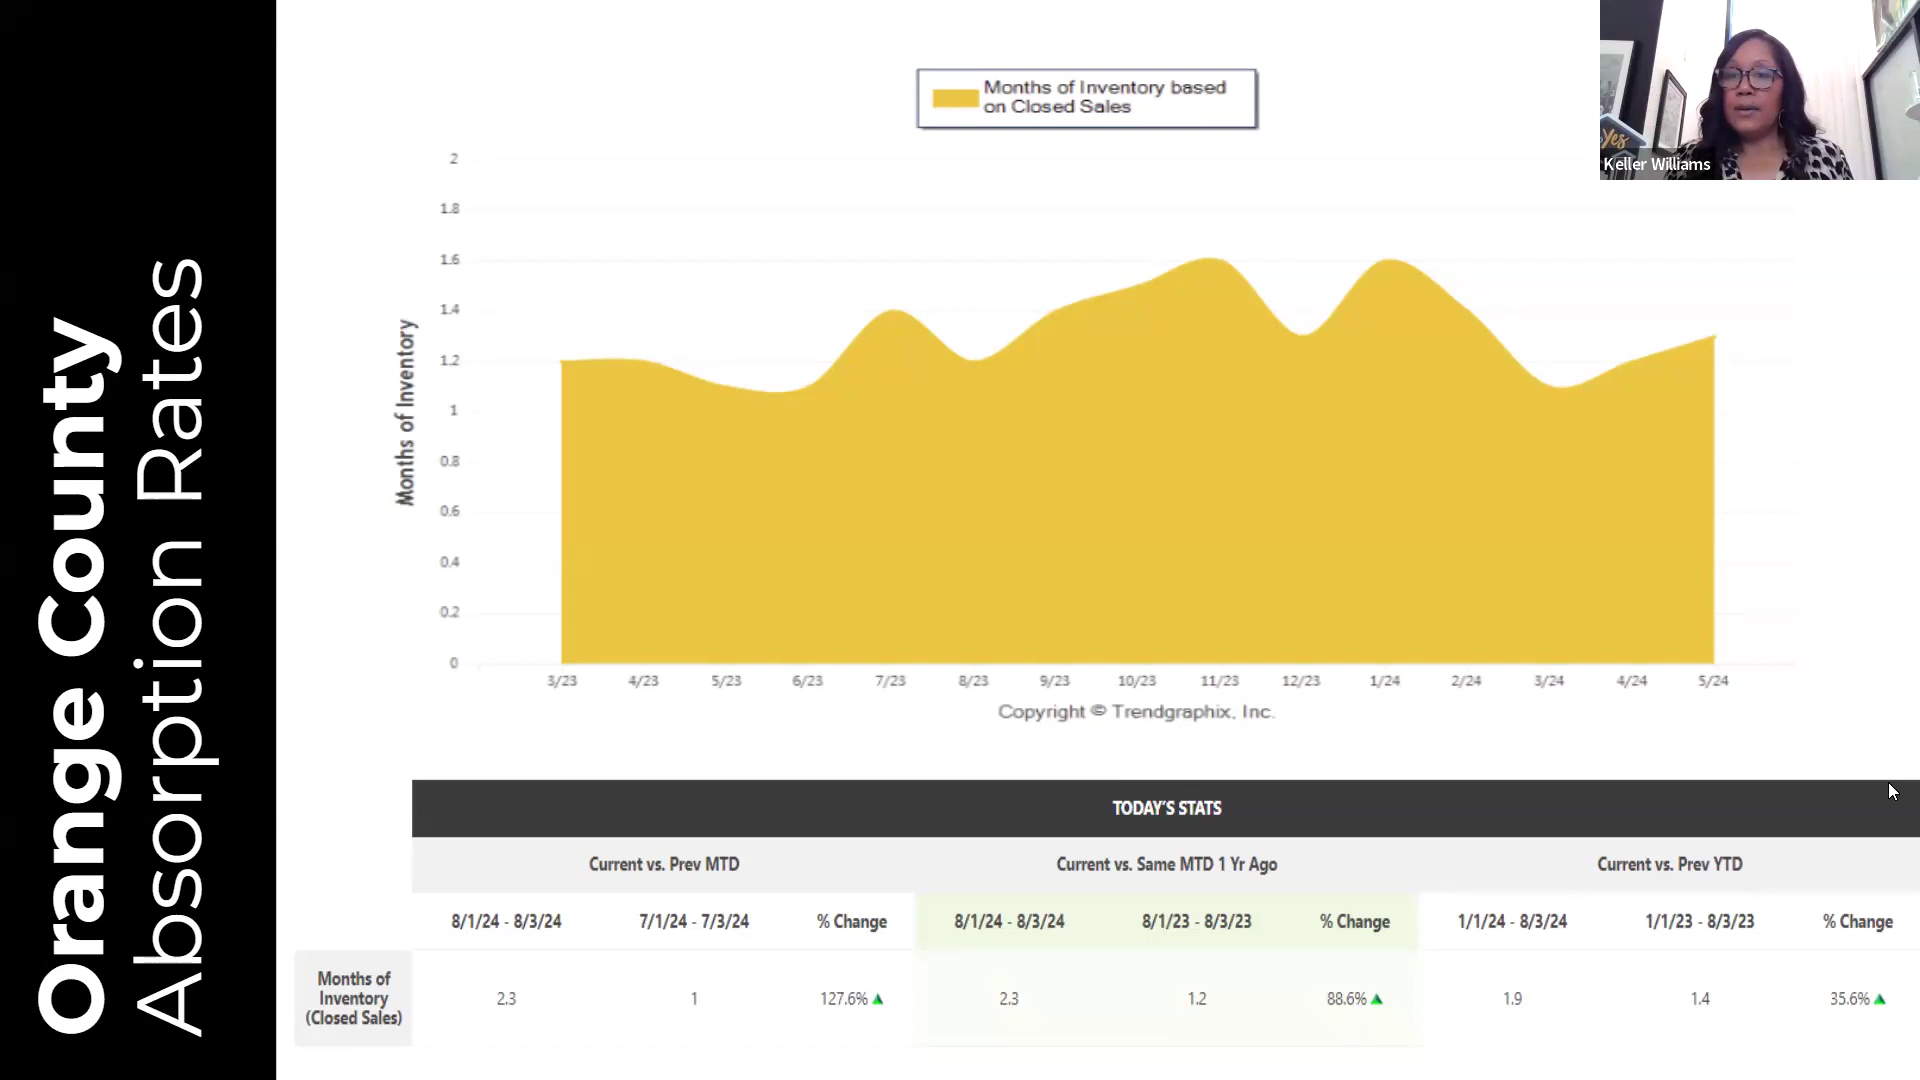 Orange County
Absorption Rates
Months of Inventory based
on Closed Sales
Yes
Keller Williams
Months of Inventory
2
1.8
1.6
1.4
1.2
1
0.8
0.6
0.4
0.2
0
3/23 4/23 5/23 6/23 7/23 8/23 9/23 10/23 11/23 12/23 1/24 2/24 3/24 4/24 5/24
Copyright © Trendgraphix, Inc.
TODAY'S STATS
Current vs. Prev MTD Current vs. Same MTD 1 Yr Ago Current vs. Prev YTD
8/1/24 - 8/3/24 7/1/24 - 7/3/24 % Change 8/1/24 - 8/3/24 8/1/23 - 8/3/23 % Change 1/1/24 - 8/3/24 1/1/23 - 8/3/23 % Change
Months of
Inventory
(Closed Sales)
2.3 1 127.6% 2.3 1.2 88.6% 1.9 1.4 35.6%